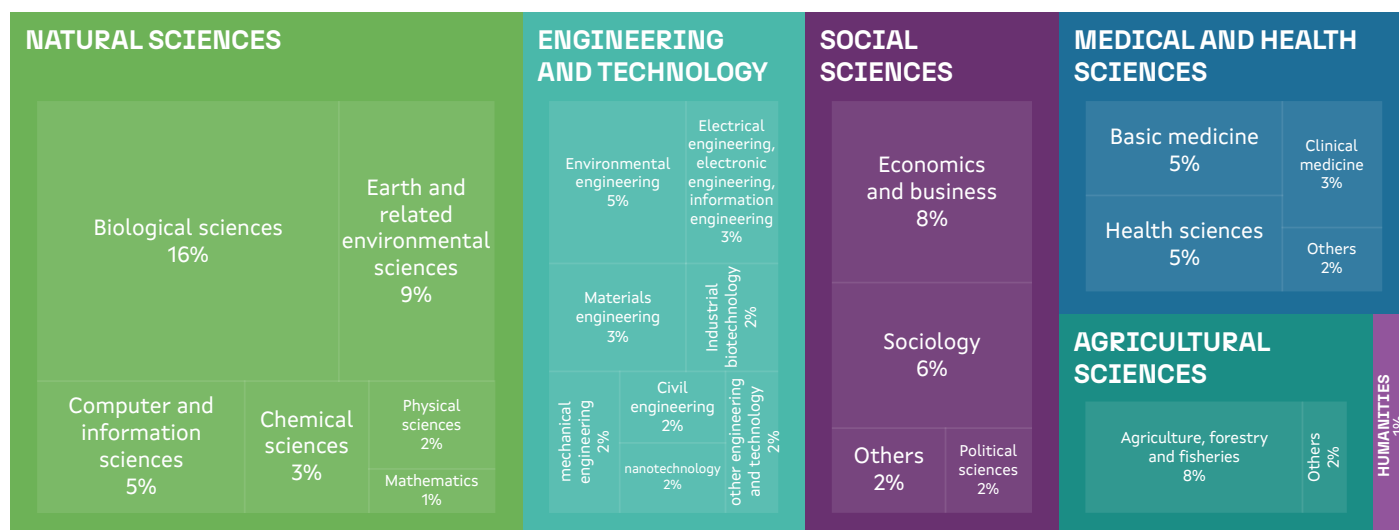 NATURAL SCIENCES
Biological sciences
16%
Earth and
related
environmental
sciences
9%
Computer and
information
sciences
5%
Chemical
sciences
3%
Physical
sciences
2%
Mathematics
1%
ENGINEERING
AND TECHNOLOGY
Environmental
engineering
5%
Electrical
engineering,
electronic
engineering,
information
engineering
3%
Materials
engineering
3%
Industrial
biotechnology
2%
mechanical
engineering
2%
Civil
engineering
2%
nanotechnology
2%
other engineering
and technology
2%
SOCIAL
SCIENCES
Economics
and business
8%
Sociology
6%
Others
2%
Political
sciences
2%
MEDICAL AND HEALTH
SCIENCES
Basic medicine
5%
Clinical
medicine
3%
Health sciences
5%
Others
2%
AGRICULTURAL
SCIENCES
Agriculture, forestry
and fisheries
8%
Others
2%
HUMANITIES
1%